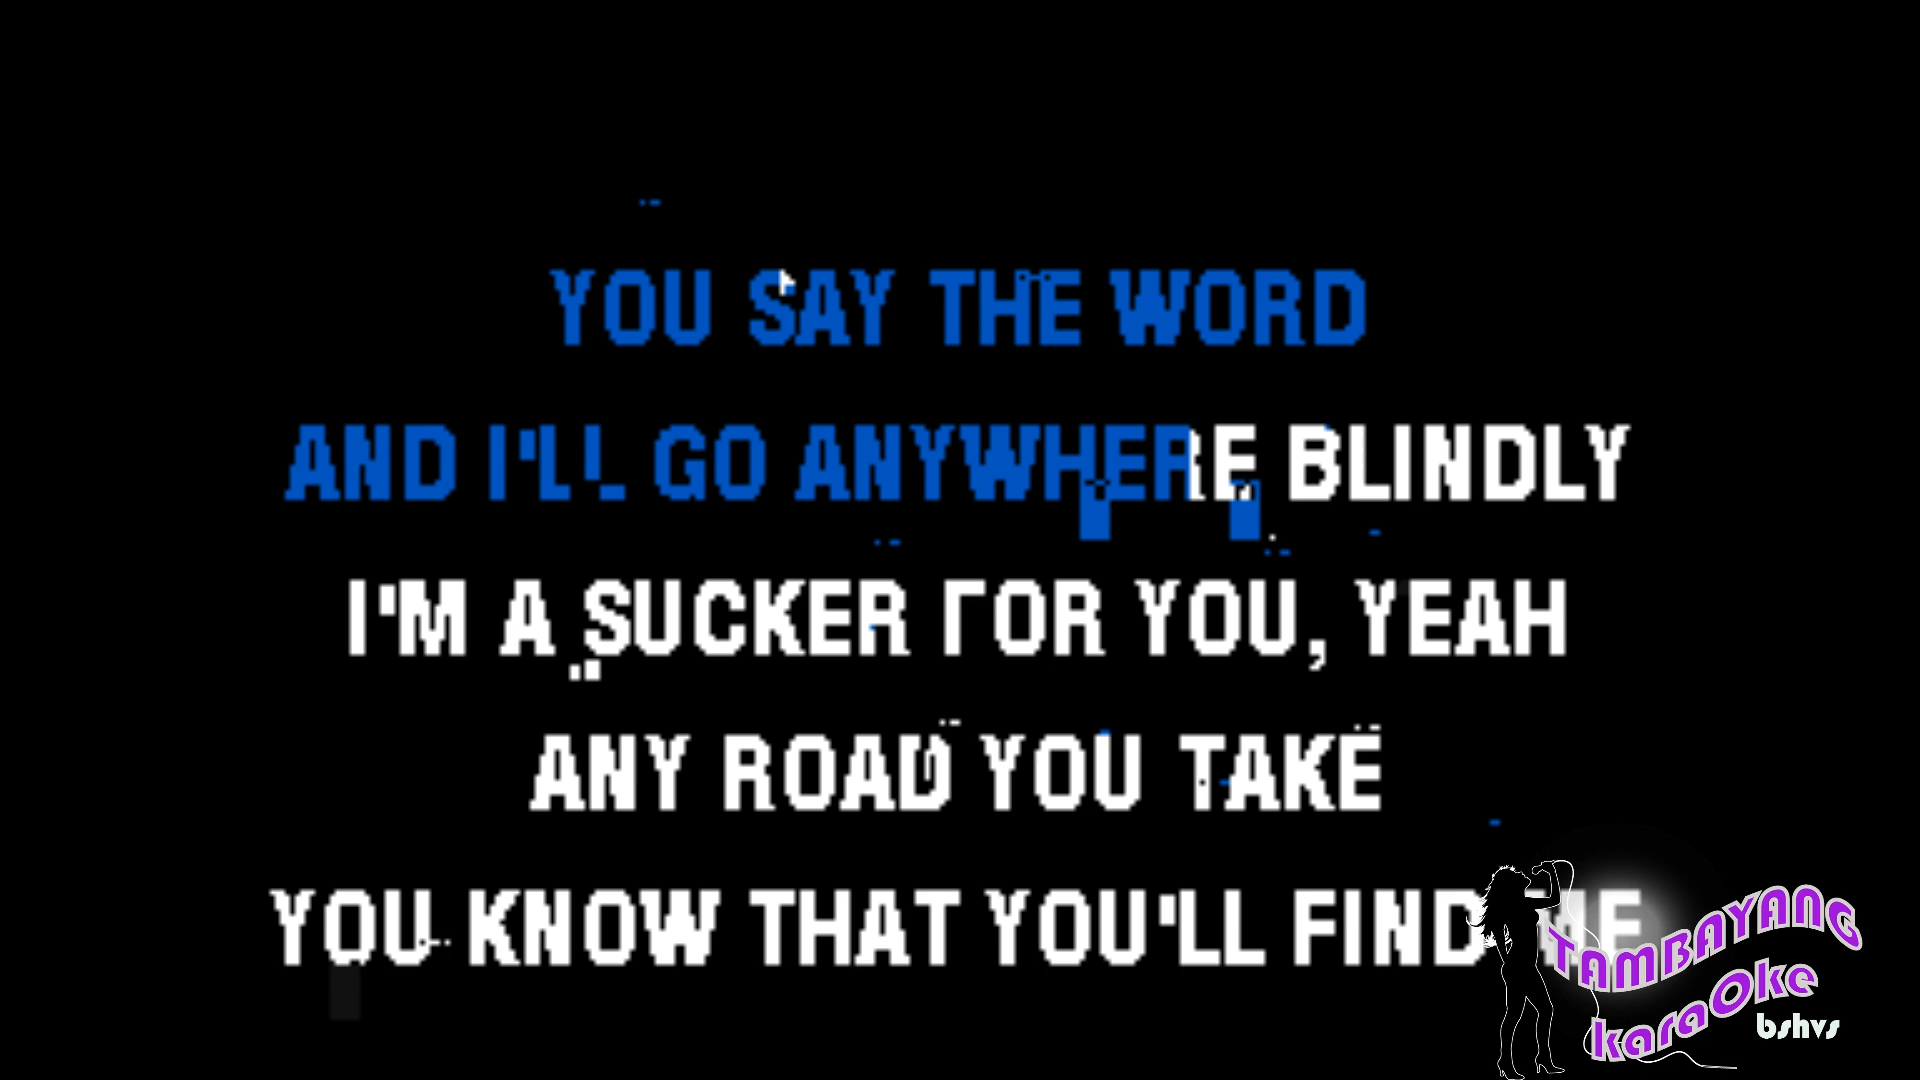 YOU SAY THE WORD
AND I'LL GO ANYWHERE BLINDLY
I'M A SUCKER FOR YOU, YEAH
ANY ROAD YOU TAKE
YOU KNOW THAT YOU'LL FIND ME
TAMBAYANG
karaOke
bshvs